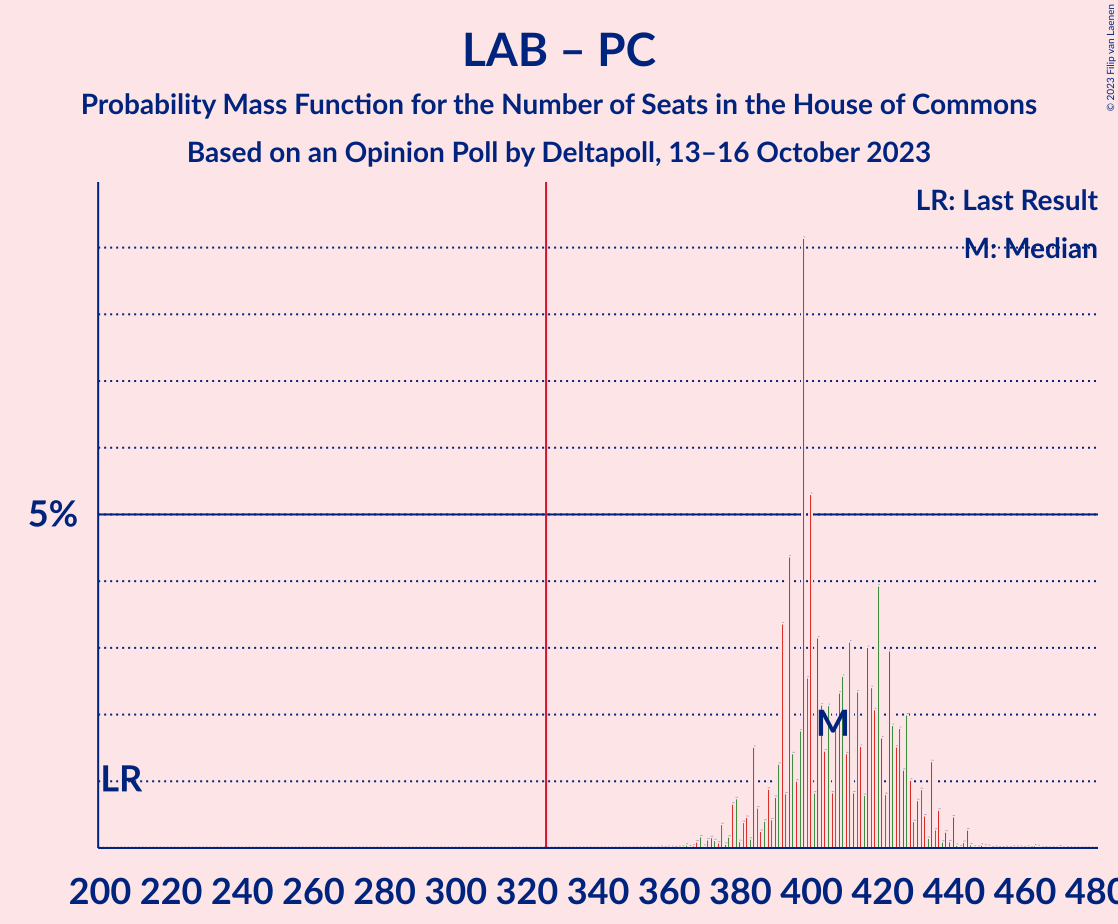 LAB – PC
Probability Mass Function for the Number of Seats in the House of Commons
Based on an Opinion Poll by Deltapoll, 13–16 October 2023
© 2023 Filip van Laenen
LR: Last Result
M: Median
5%
M
LR
200 220 240 260 280 300 320 340 360 380 400 420 440 460 480